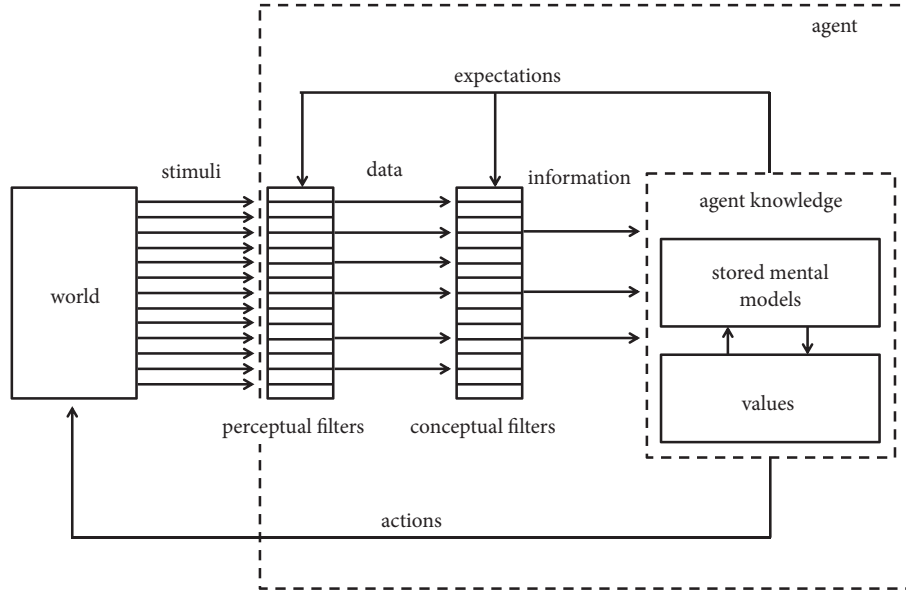 agent
expectations
stimuli
data
information
agent knowledge
stored mental
models
world
values
perceptual filters
conceptual filters
actions